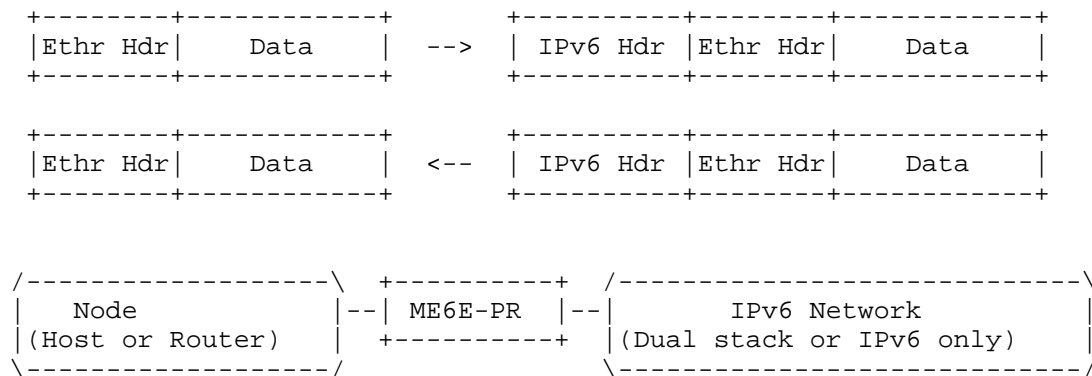 +--------+------------+       +----------+--------+------------+
|Ethr Hdr|    Data    |  -->  | IPv6 Hdr |Ethr Hdr|    Data    |
+--------+------------+       +----------+--------+------------+
+--------+------------+       +----------+--------+------------+
|Ethr Hdr|    Data    |  <--  | IPv6 Hdr |Ethr Hdr|    Data    |
+--------+------------+       +----------+--------+------------+
/-------------------\  +----------+  /---------------------------\
|   Node            |--| ME6E-PR  |--|       IPv6 Network        |
|(Host or Router)   |  +----------+  |(Dual stack or IPv6 only)  |
\-------------------/                \---------------------------/